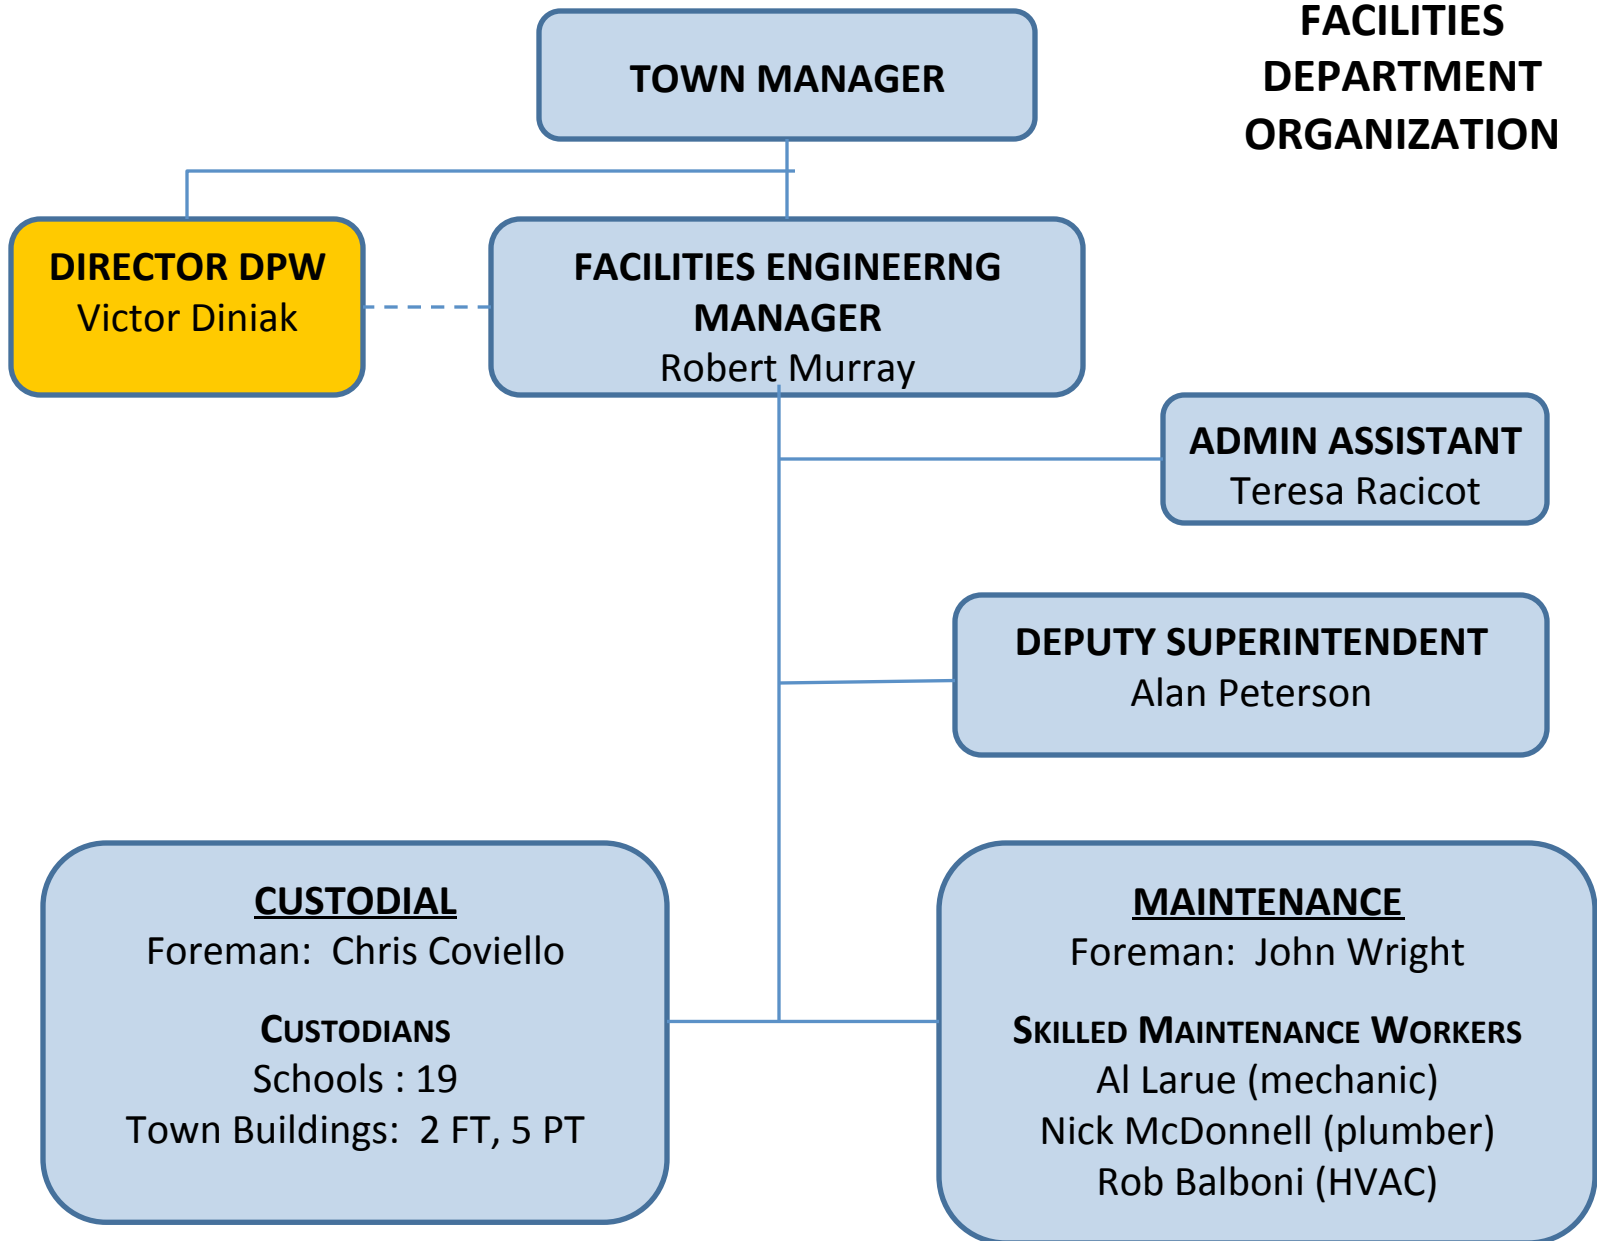 FACILITIES
DEPARTMENT
ORGANIZATION
TOWN MANAGER
DIRECTOR DPW
Victor Diniak
FACILITIES ENGINEERNG
MANAGER
Robert Murray
ADMIN ASSISTANT
Teresa Racicot
DEPUTY SUPERINTENDENT
Alan Peterson
CUSTODIAL
Foreman: Chris Coviello
CUSTODIANS
Schools : 19
Town Buildings: 2 FT, 5 PT
MAINTENANCE
Foreman: John Wright
SKILLED MAINTENANCE WORKERS
Al Larue (mechanic)
Nick McDonnell (plumber)
Rob Balboni (HVAC)